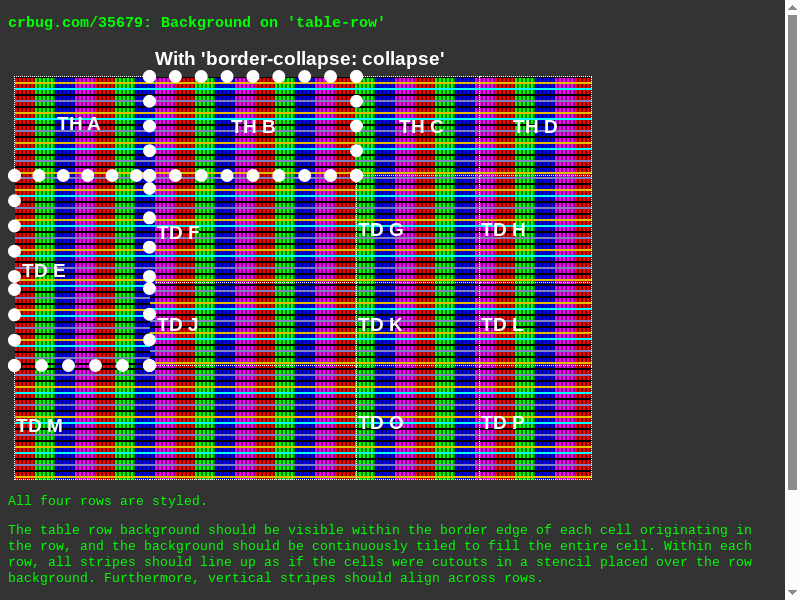 crbug.com/35679: Background on 'table-row'
With 'border-collapse: collapse'
TH A
TH B
TH C
TH D
TD E
TD F
TD G
TD H
TD J
TD K
TD L
TD M
TD O
TD P
All four rows are styled.
The table row background should be visible within the border edge of each cell originating in
the row, and the background should be continuously tiled to fill the entire cell. Within each
row, all stripes should line up as if the cells were cutouts in a stencil placed over the row
background. Furthermore, vertical stripes should align across rows.